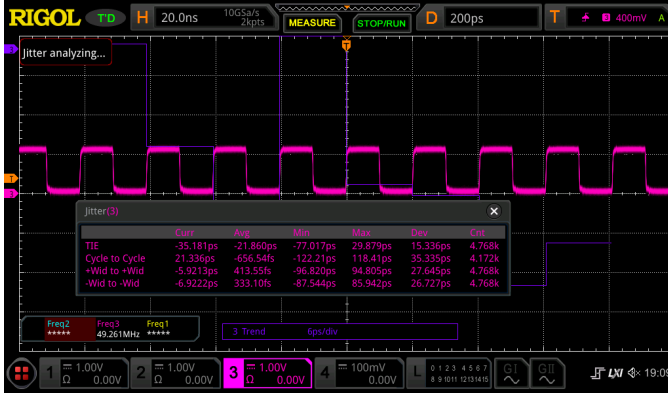 RIGOL T'D H 20.0ns 10GSa/s 2kpts MEASURE STOP/RUN D 200ps T 3 400mV A
T
Jitter analyzing...
T
3
Jitter(3)
Curr Avg Min Max Dev Cnt
TIE -35.181ps -21.860ps -77.017ps 29.879ps 15.336ps 4.768k
Cycle to Cycle 21.336ps -656.54fs -122.21ps 118.41ps 35.335ps 4.172k
+Wid to +Wid -5.9213ps 413.55fs -96.820ps 94.805ps 27.645ps 4.768k
-Wid to -Wid -6.9222ps 333.10fs -87.544ps 85.942ps 26.727ps 4.768k
Freq2 Freq3 Freq1
***** 49.261MHz *****
3 Trend 6ps/div
1 1.00V Ω 0.00V
2 1.00V Ω 0.00V
3 1.00V Ω 0.00V
4 100mV 0.00V
L 0 1 2 3 4 5 6 7
8 9 10 11 12 13 14 15
GI GII LXI 19:09